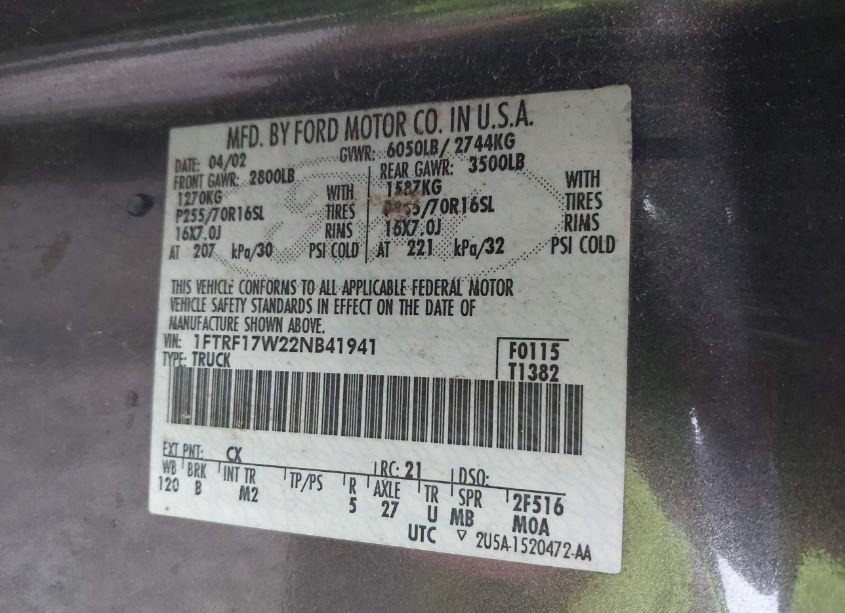 MFD. BY FORD MOTOR CO. IN U.S.A.
DATE: 04/02 GVWR: 6050LB/ 2744KG
FRONT GAWR: 2800LB REAR GAWR: 3500LB
1270KG WITH 1587KG WITH
P255/70R16SL TIRES P255/70R16SL TIRES
16X7.0J RIMS 16X7.0J RIMS
AT 207 kPa/30 PSI COLD AT 221 kPa/32 PSI COLD
THIS VEHICLE CONFORMS TO ALL APPLICABLE FEDERAL MOTOR
VEHICLE SAFETY STANDARDS IN EFFECT ON THE DATE OF
MANUFACTURE SHOWN ABOVE.
VIN: 1FTRF17W22NB41941 F0115
TYPE: TRUCK T1382
EXT PNT: CX RC: 21 DSO:
WB BRK INT TR TP/PS R AXLE TR SPR 2F516
120 B M2 5 27 U MB MOA
UTC ▽ 2U5A-1520472-AA